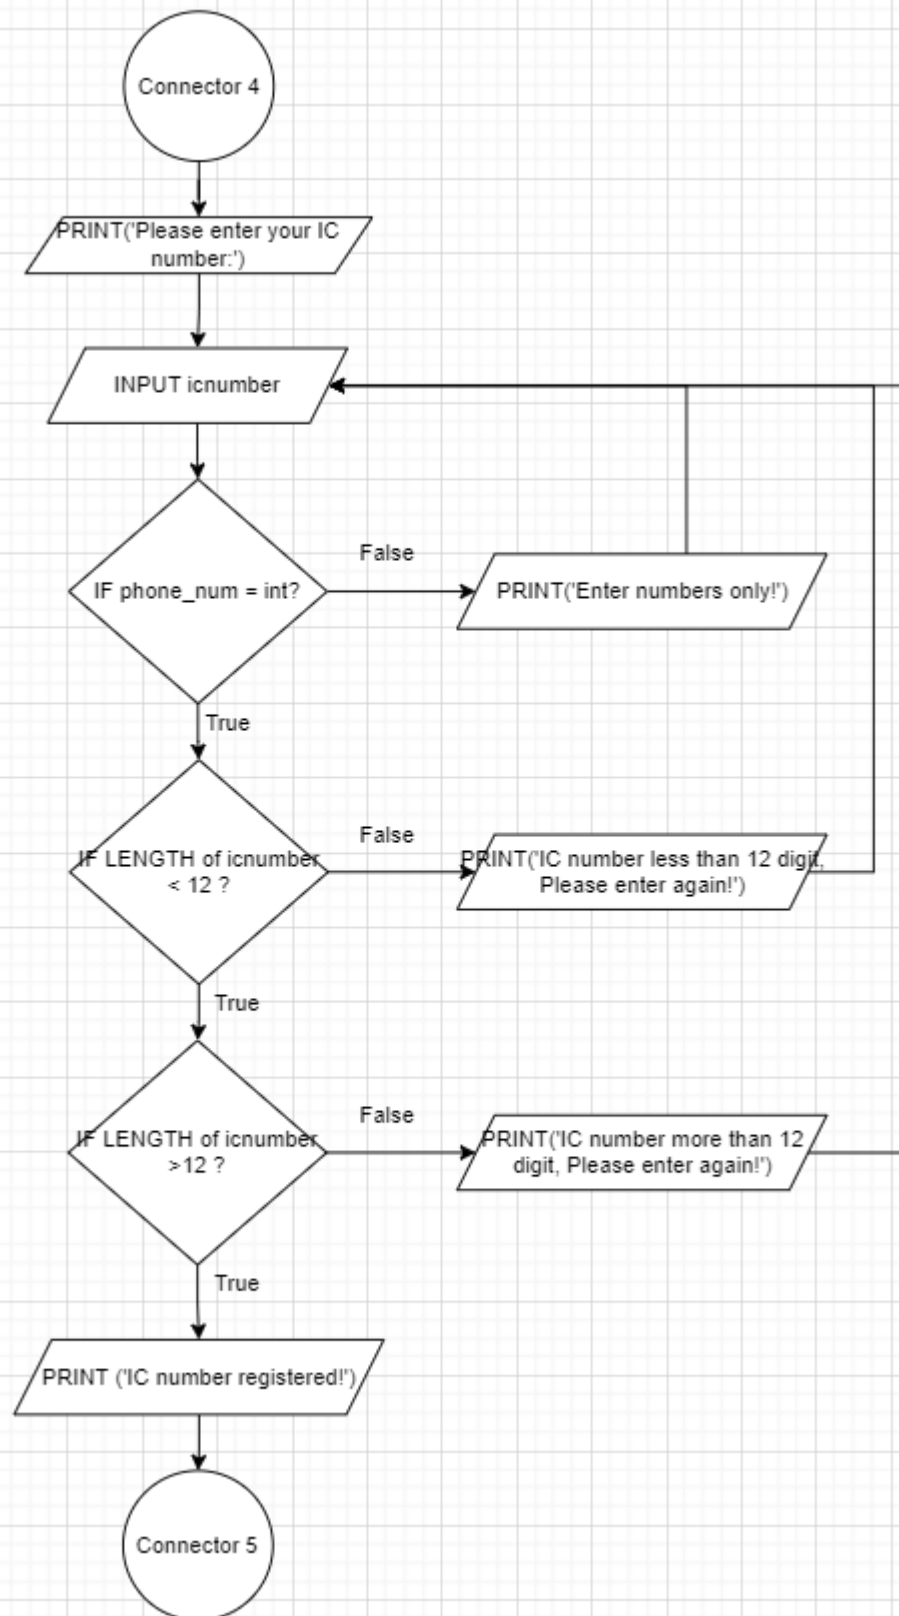 Connector 4
PRINT('Please enter your IC
number:')
INPUT icnumber
False
IF phone_num = int?
PRINT('Enter numbers only!')
True
False
IF LENGTH of icnumber
< 12 ?
PRINT('IC number less than 12 digit,
Please enter again!')
True
False
IF LENGTH of icnumber
>12 ?
PRINT('IC number more than 12
digit, Please enter again!')
True
PRINT ('IC number registered!')
Connector 5